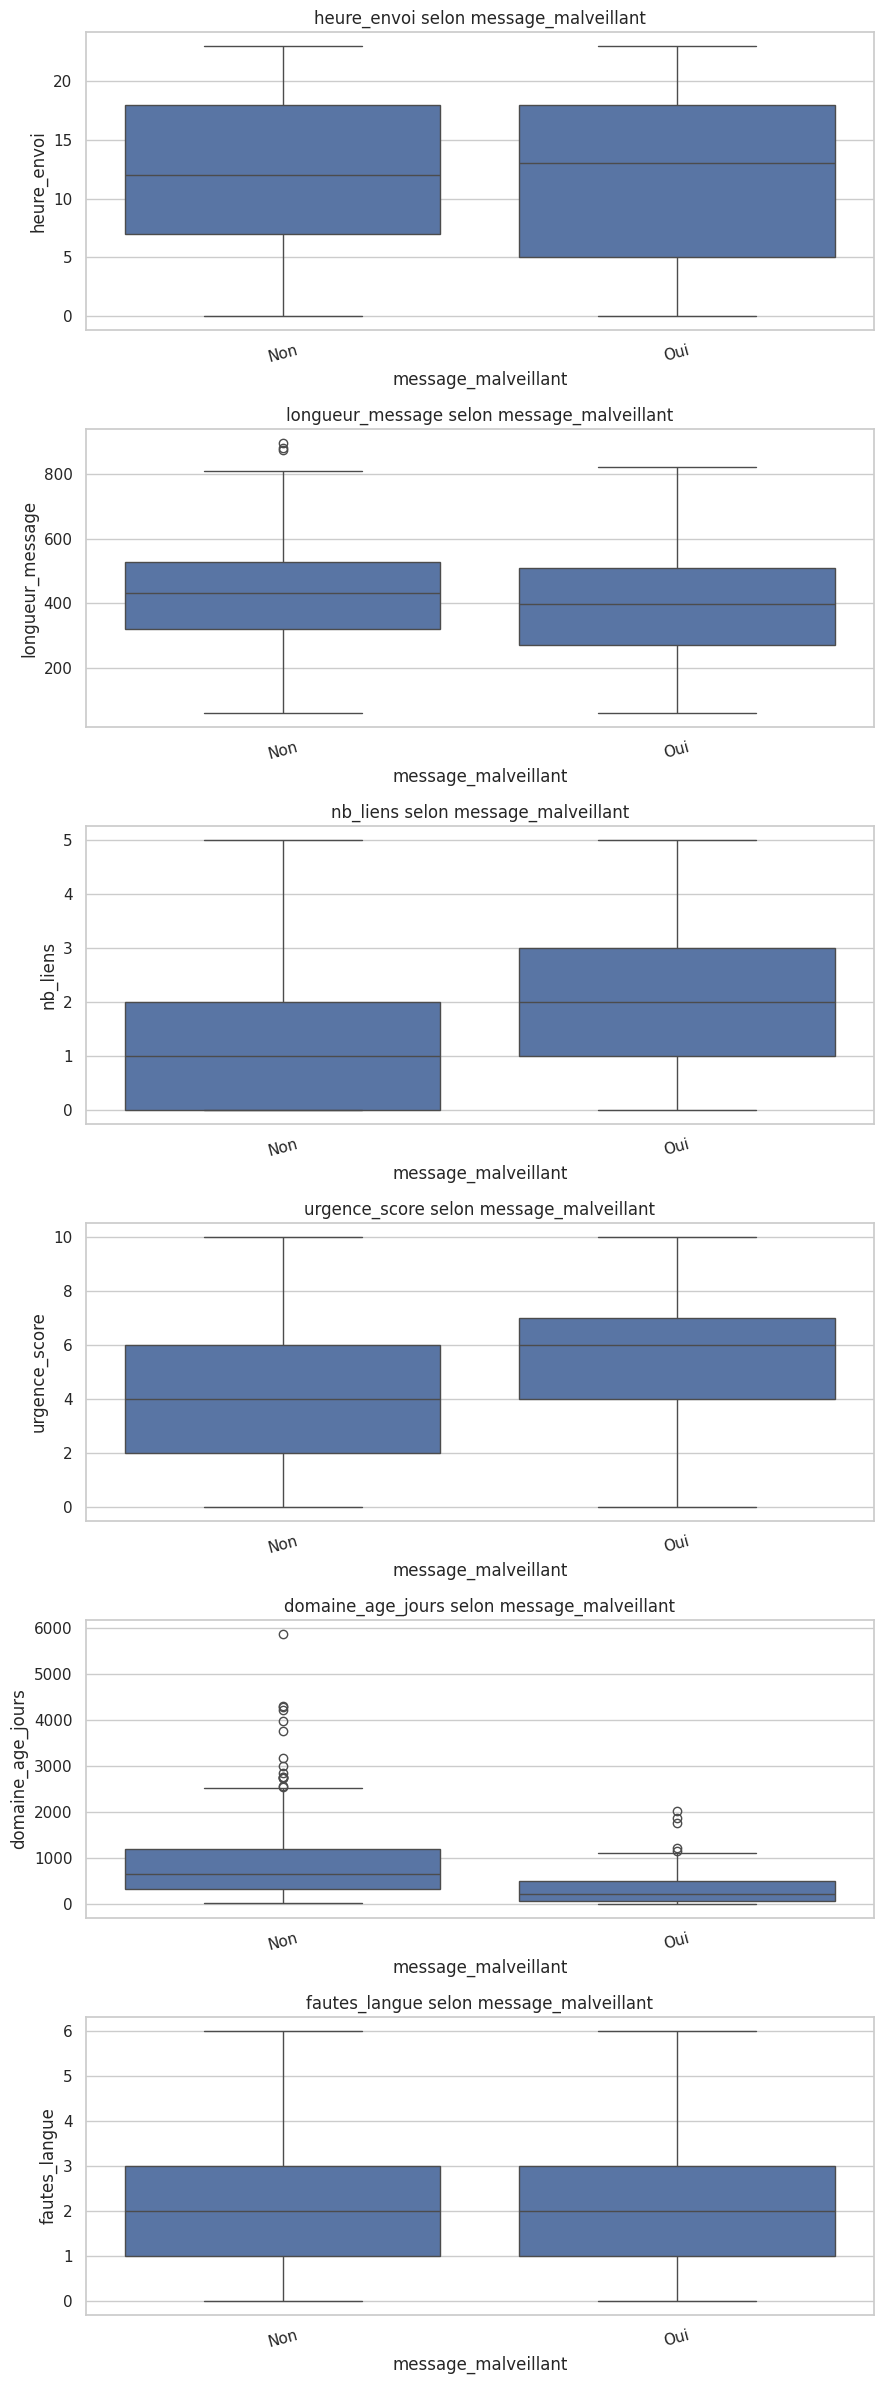 heure_envoi selon message_malveillant
20
15
10
5
0
heure_envoi
Non
Oui
message_malveillant
longueur_message selon message_malveillant
800
600
400
200
longueur_message
Non
Oui
message_malveillant
nb_liens selon message_malveillant
5
4
3
2
1
0
nb_liens
Non
Oui
message_malveillant
urgence_score selon message_malveillant
10
8
6
4
2
0
urgence_score
Non
Oui
message_malveillant
domaine_age_jours selon message_malveillant
6000
5000
4000
3000
2000
1000
0
domaine_age_jours
Non
Oui
message_malveillant
fautes_langue selon message_malveillant
6
5
4
3
2
1
0
fautes_langue
Non
Oui
message_malveillant